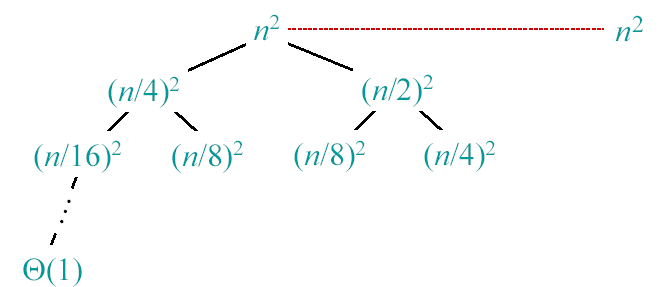 n² n²
(n/4)² (n/2)²
(n/16)² (n/8)² (n/8)² (n/4)²
Θ(1)